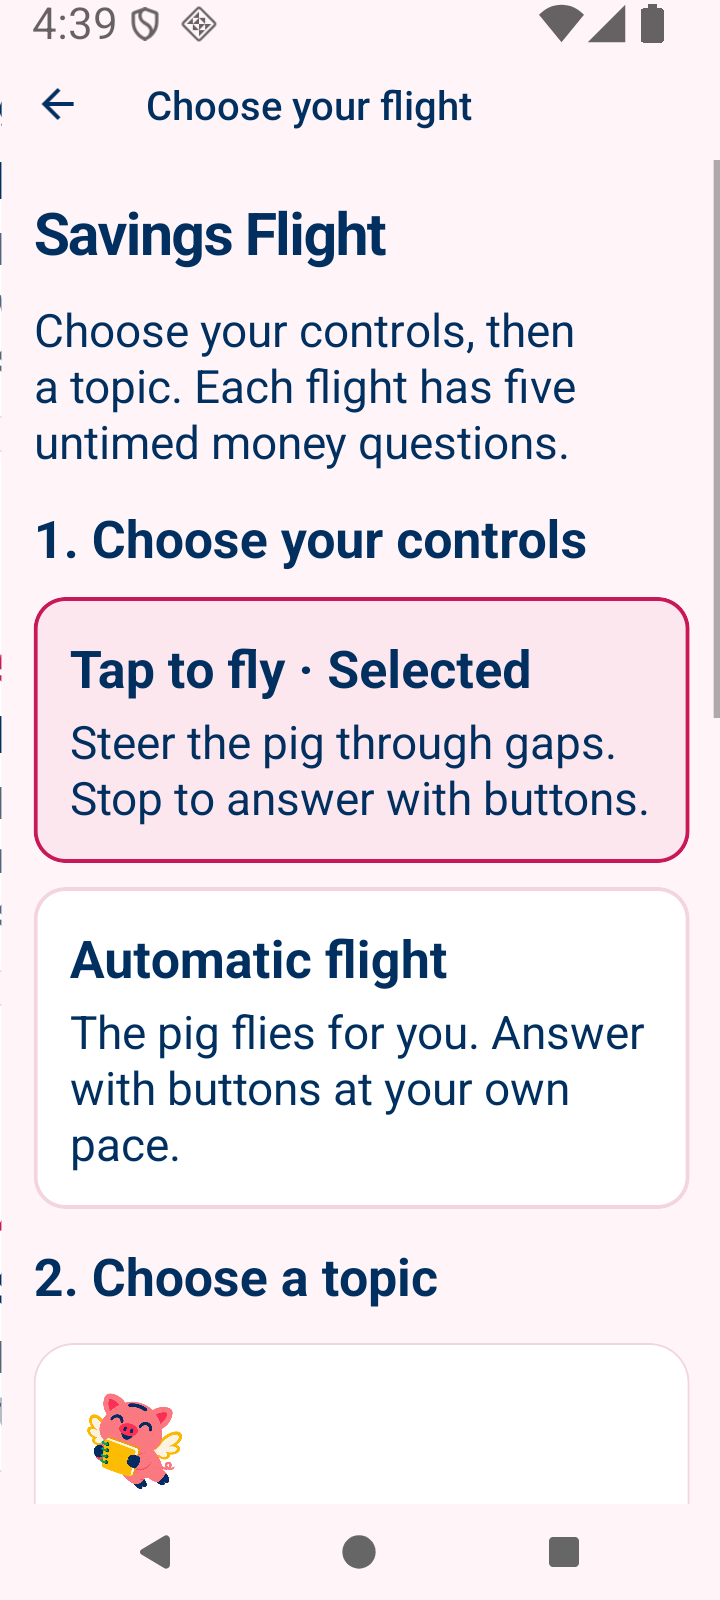 4:39
Choose your flight
Savings Flight
Choose your controls, then
a topic. Each flight has five
untimed money questions.
1. Choose your controls
Tap to fly · Selected
Steer the pig through gaps.
Stop to answer with buttons.
Automatic flight
The pig flies for you. Answer
with buttons at your own
pace.
2. Choose a topic